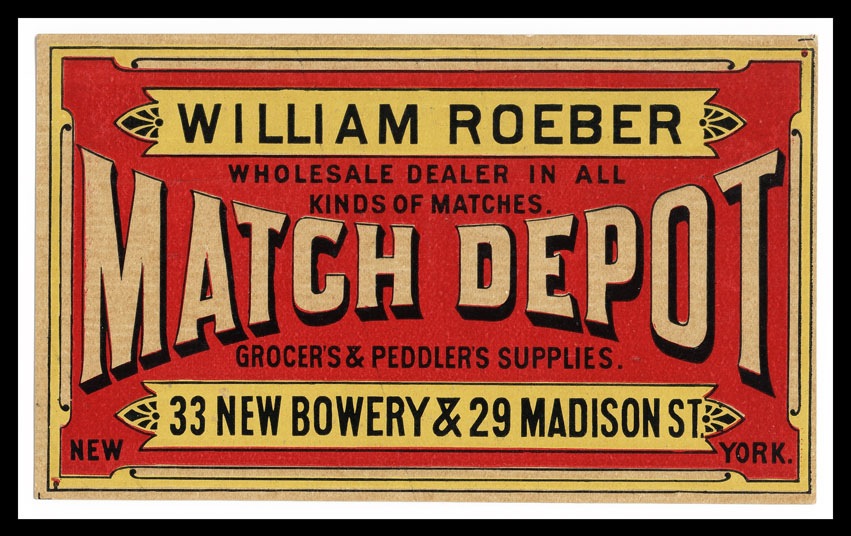 WILLIAM ROEBER
WHOLESALE DEALER IN ALL
KINDS OF MATCHES.
MATCH DEPOT
GROCER'S & PEDDLER'S SUPPLIES.
33 NEW BOWERY & 29 MADISON ST.
NEW YORK.